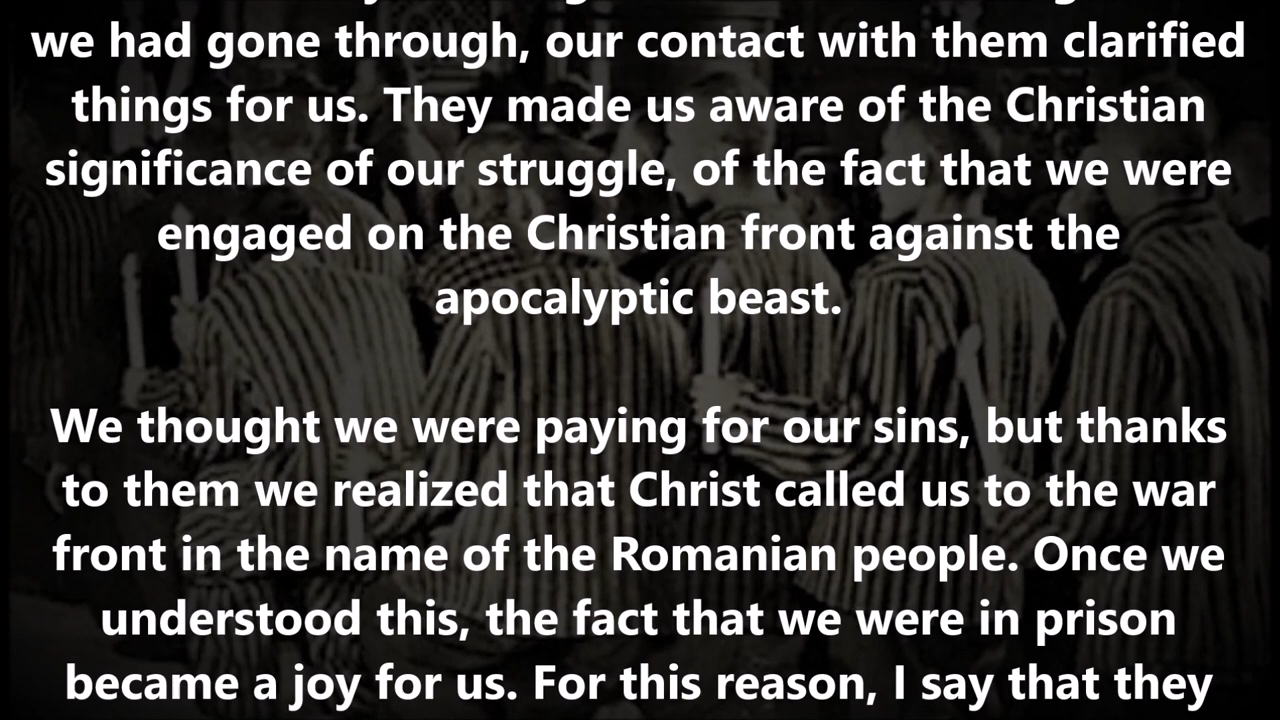 we had gone through, our contact with them clarified
things for us. They made us aware of the Christian
significance of our struggle, of the fact that we were
engaged on the Christian front against the
apocalyptic beast.
We thought we were paying for our sins, but thanks
to them we realized that Christ called us to the war
front in the name of the Romanian people. Once we
understood this, the fact that we were in prison
became a joy for us. For this reason, I say that they